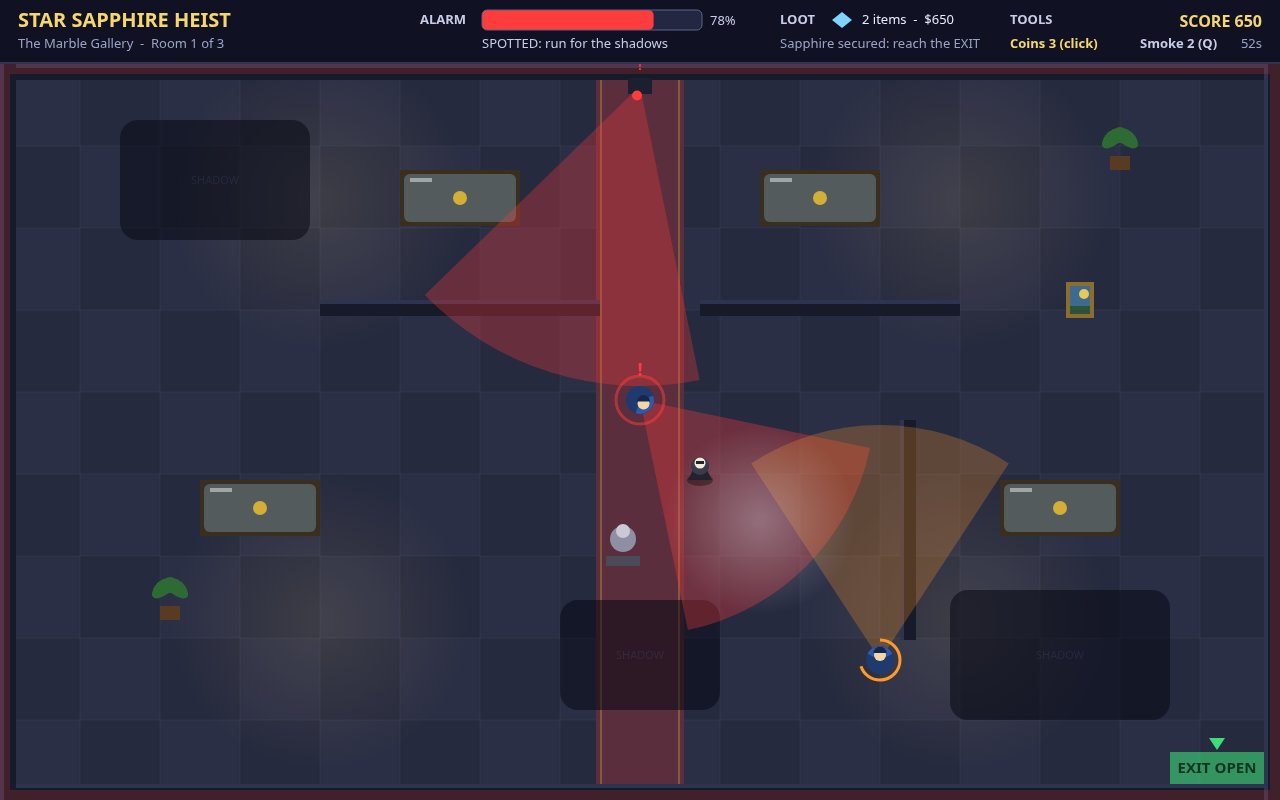 STAR SAPPHIRE HEIST
The Marble Gallery - Room 1 of 3
ALARM
78%
SPOTTED: run for the shadows
LOOT
2 items - $650
Sapphire secured: reach the EXIT
TOOLS
Coins 3 (click)
SCORE 650
Smoke 2 (Q)
52s
!
SHADOW
!
SHADOW
SHADOW
EXIT OPEN